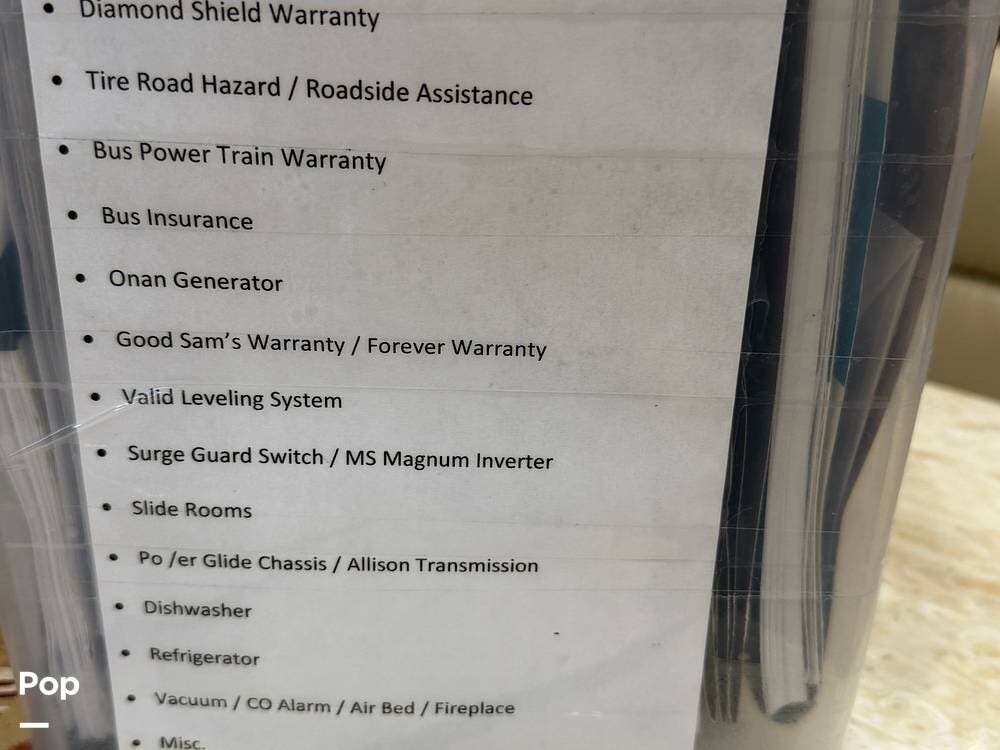 • Diamond Shield Warranty
• Tire Road Hazard / Roadside Assistance
• Bus Power Train Warranty
• Bus Insurance
• Onan Generator
• Good Sam's Warranty / Forever Warranty
• Valid Leveling System
• Surge Guard Switch / MS Magnum Inverter
• Slide Rooms
• Po /er Glide Chassis / Allison Transmission
• Dishwasher
• Refrigerator
• Vacuum / CO Alarm / Air Bed / Fireplace
• Misc.
Pop